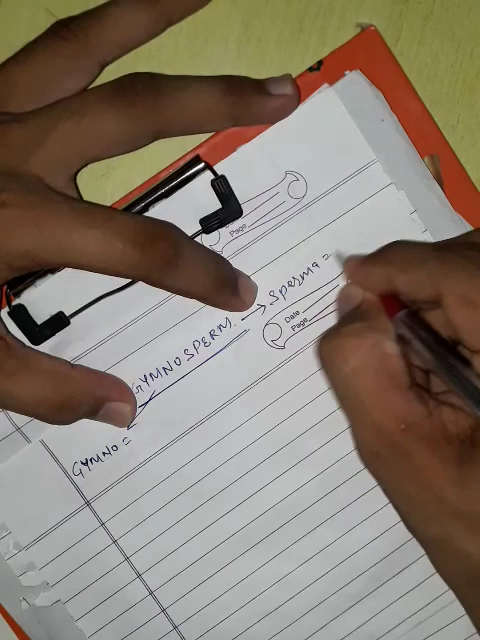 Page
GYMNOSPERM → Sperma =
Date
Page
GYMNO =